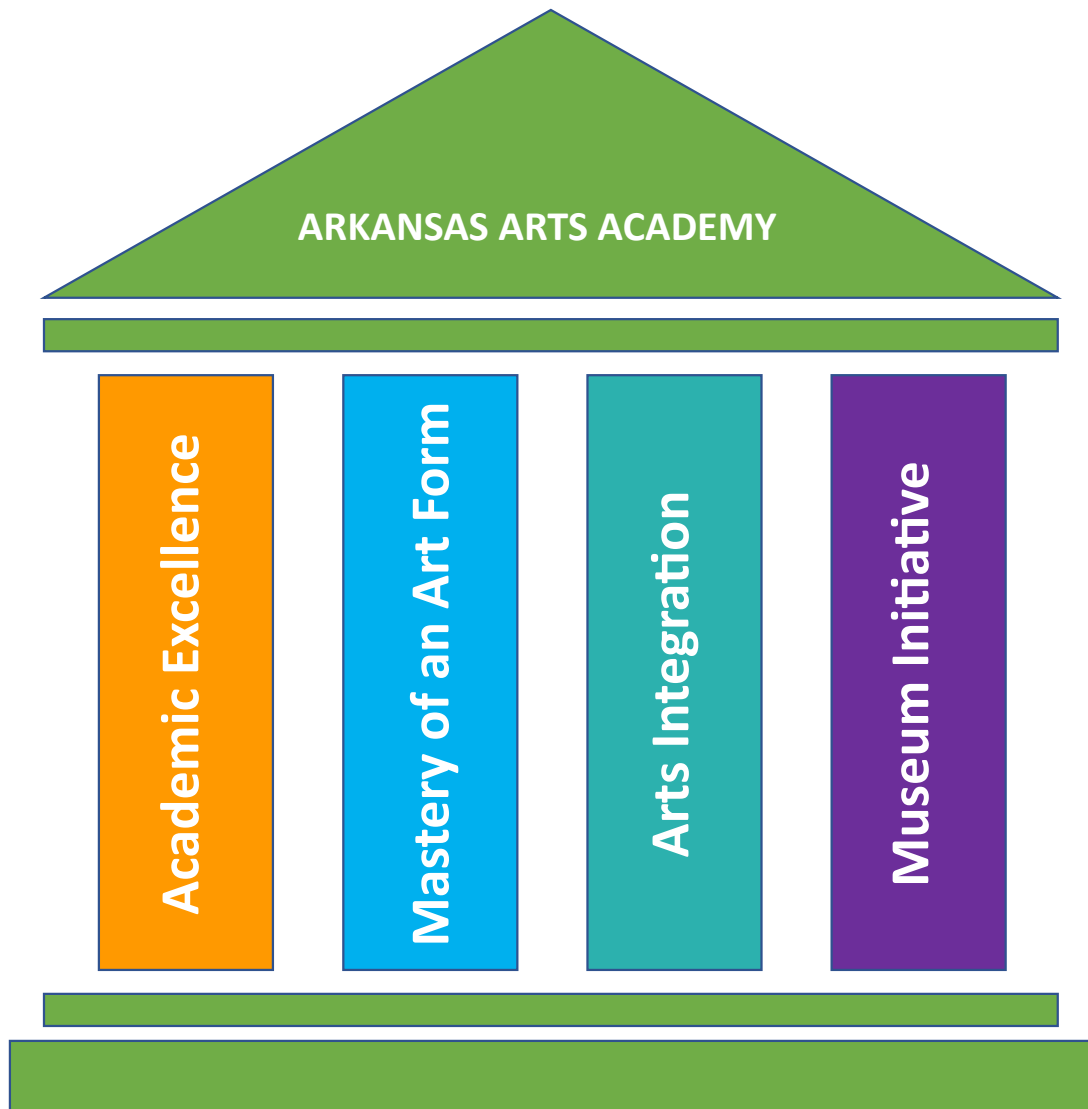 ARKANSAS ARTS ACADEMY
Academic Excellence
Mastery of an Art Form
Arts Integration
Museum Initiative